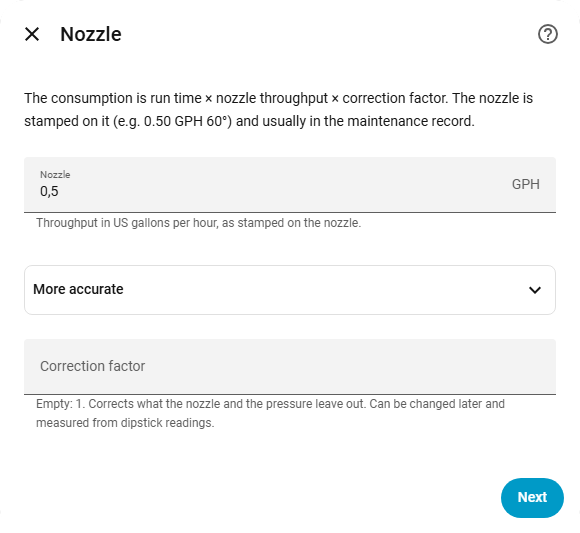 Nozzle
The consumption is run time × nozzle throughput × correction factor. The nozzle is
stamped on it (e.g. 0.50 GPH 60°) and usually in the maintenance record.
Nozzle
0,5
GPH
Throughput in US gallons per hour, as stamped on the nozzle.
More accurate
Correction factor
Empty: 1. Corrects what the nozzle and the pressure leave out. Can be changed later and
measured from dipstick readings.
Next